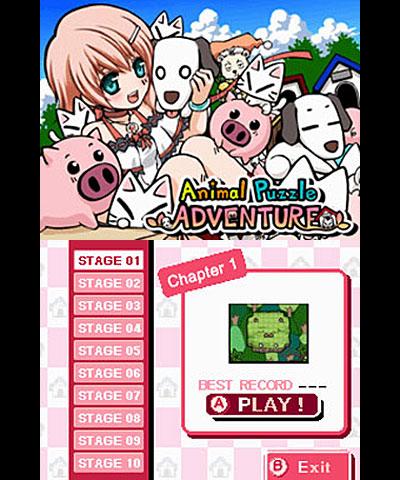 Animal Puzzle
ADVENTURE
STAGE 01
STAGE 02
STAGE 03
STAGE 04
STAGE 05
STAGE 06
STAGE 07
STAGE 08
STAGE 09
STAGE 10
Chapter 1
BEST RECORD ---
A PLAY!
B Exit